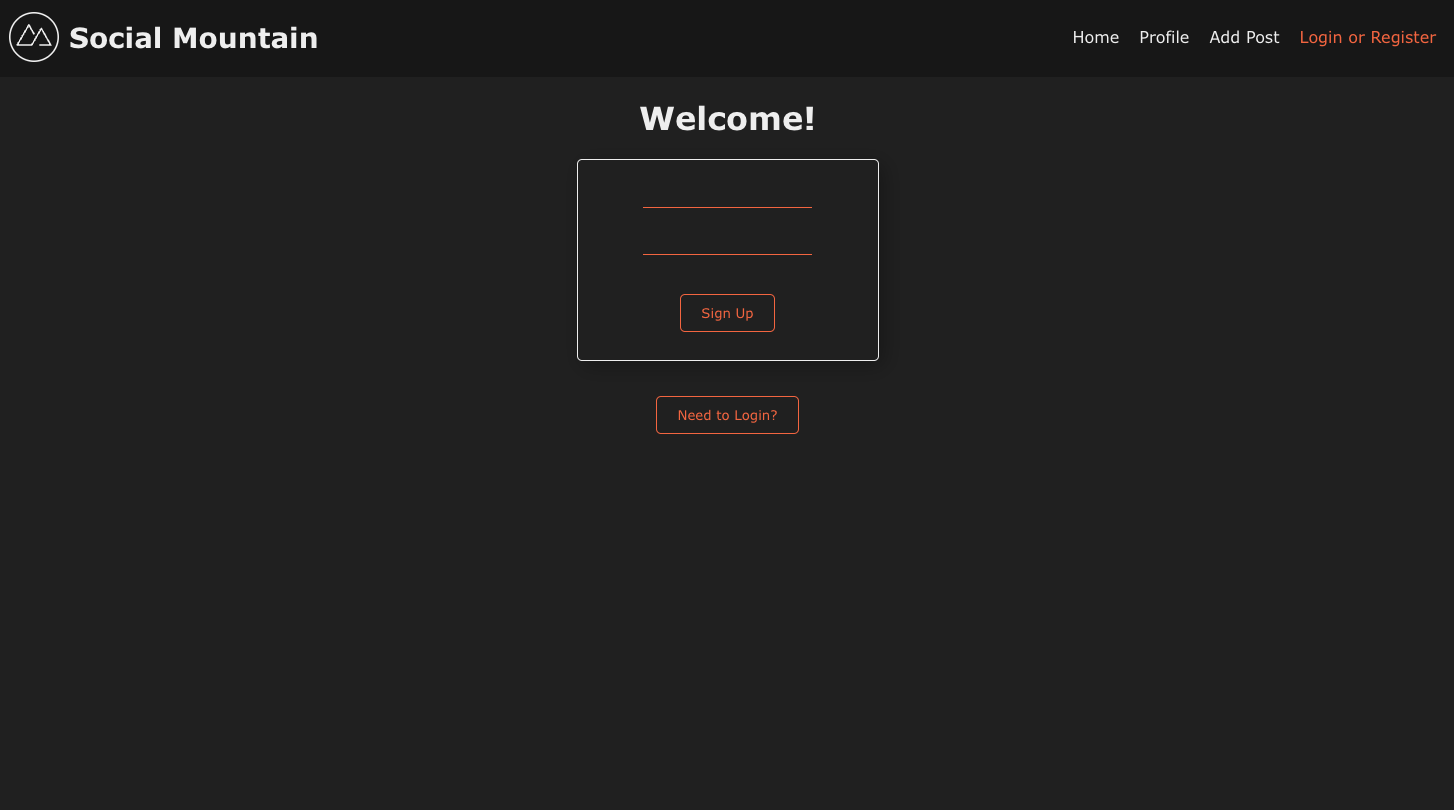 Social Mountain
Home Profile Add Post Login or Register
Welcome!
Sign Up
Need to Login?